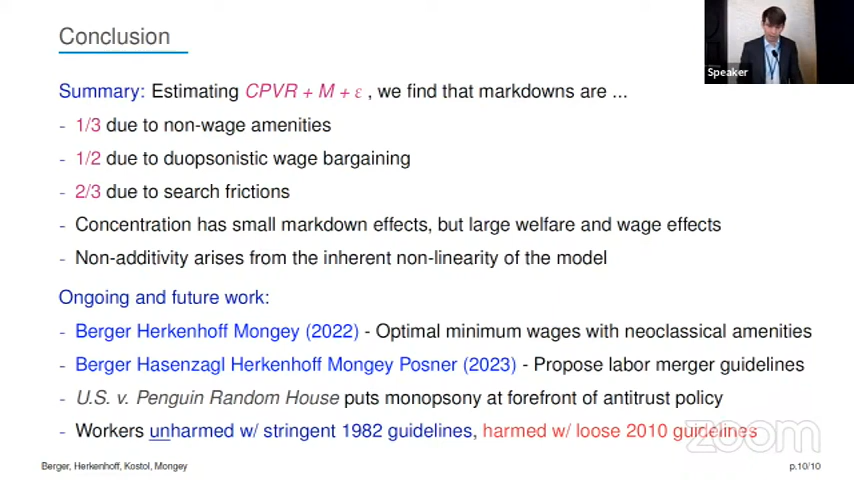 Conclusion
Speaker
Summary: Estimating CPVR + M + ε , we find that markdowns are ...
- 1/3 due to non-wage amenities
- 1/2 due to duopsonistic wage bargaining
- 2/3 due to search frictions
- Concentration has small markdown effects, but large welfare and wage effects
- Non-additivity arises from the inherent non-linearity of the model
Ongoing and future work:
- Berger Herkenhoff Mongey (2022) - Optimal minimum wages with neoclassical amenities
- Berger Hasenzagl Herkenhoff Mongey Posner (2023) - Propose labor merger guidelines
- U.S. v. Penguin Random House puts monopsony at forefront of antitrust policy
- Workers unharmed w/ stringent 1982 guidelines, harmed w/ loose 2010 guidelines
zoom
Berger, Herkenhoff, Kostol, Mongey
p.10/10